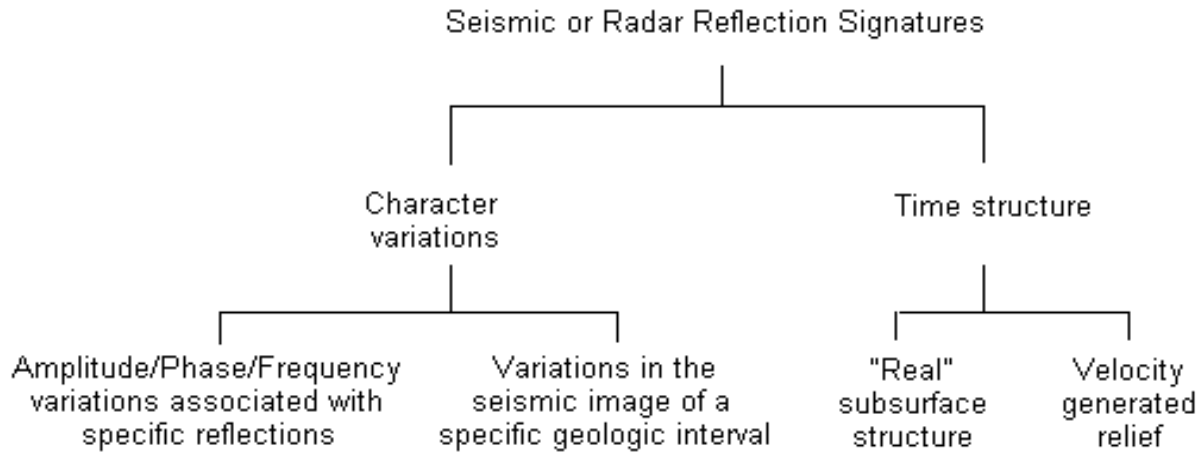 Seismic or Radar Reflection Signatures
Character
variations
Time structure
Amplitude/Phase/Frequency
variations associated with
specific reflections
Variations in the
seismic image of a
specific geologic interval
"Real"
subsurface
structure
Velocity
generated
relief